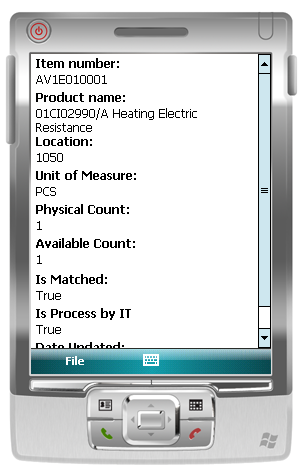 Item number:
AV1E010001
Product name:
01CI02990/A Heating Electric
Resistance
Location:
1050
Unit of Measure:
PCS
Physical Count:
1
Available Count:
1
Is Matched:
True
Is Process by IT
True
Date Updated:
File